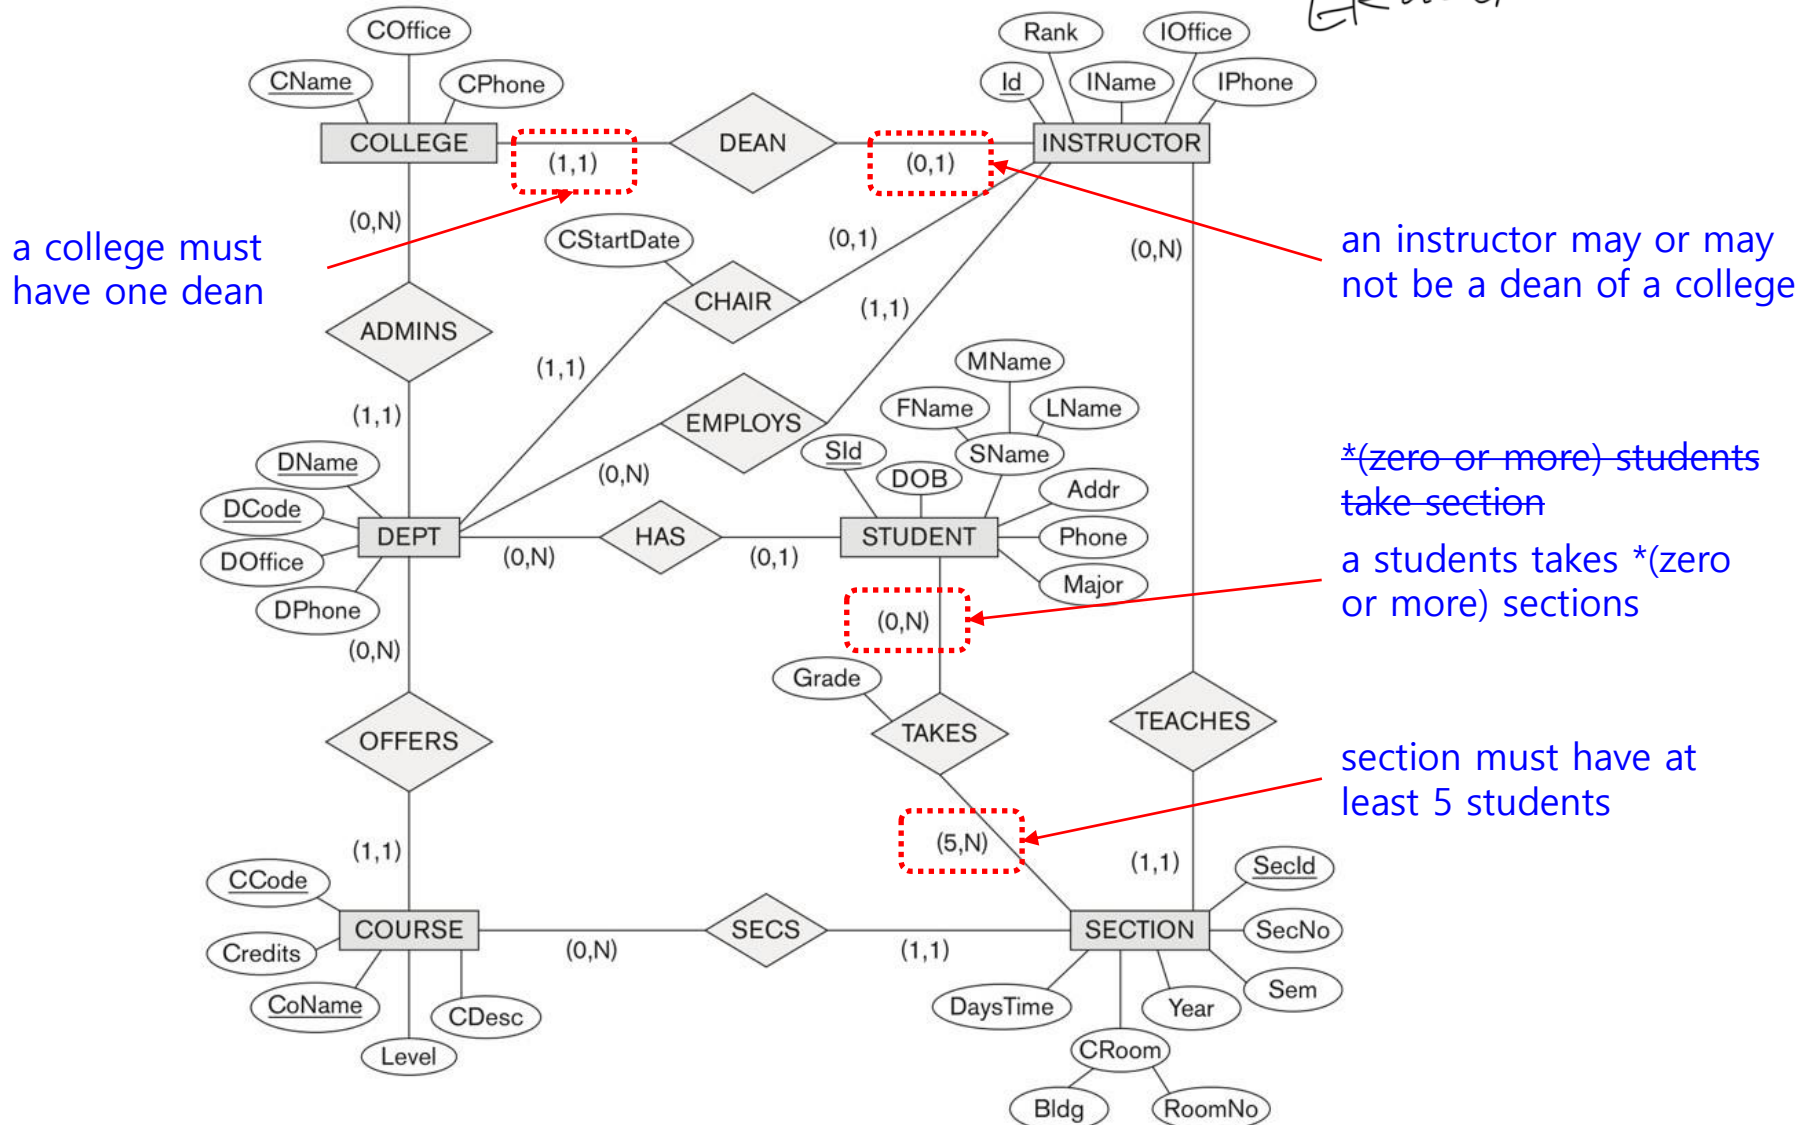 COffice
CName
CPhone
COLLEGE
(1,1)
DEAN
(0,1)
Rank
IOffice
Id
IName
IPhone
INSTRUCTOR
a college must
have one dean
(0,N)
CStartDate
(0,1)
(0,N)
an instructor may or may
not be a dean of a college
ADMINS
CHAIR
(1,1)
(1,1)
(1,1)
EMPLOYS
(0,N)
MName
FName
LName
SId
DOB
SName
Addr
*(zero or more) students
take section
DName
DCode
DEPT
DOffice
DPhone
(0,N)
HAS
(0,1)
STUDENT
Phone
Major
a students takes *(zero
or more) sections
(0,N)
(0,N)
Grade
OFFERS
TAKES
TEACHES
section must have at
least 5 students
(1,1)
(5,N)
(1,1)
CCode
COURSE
Credits
CoName
CDesc
Level
(0,N)
SECS
(1,1)
SECTION
SecId
SecNo
Sem
DaysTime
Year
CRoom
Bldg
RoomNo